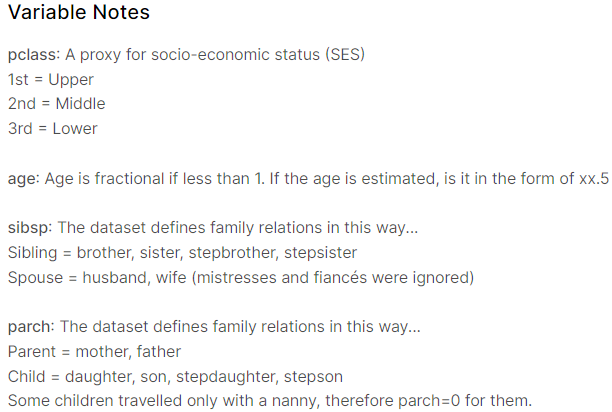 Variable Notes
pclass: A proxy for socio-economic status (SES)
1st = Upper
2nd = Middle
3rd = Lower
age: Age is fractional if less than 1. If the age is estimated, is it in the form of xx.5
sibsp: The dataset defines family relations in this way...
Sibling = brother, sister, stepbrother, stepsister
Spouse = husband, wife (mistresses and fiancés were ignored)
parch: The dataset defines family relations in this way...
Parent = mother, father
Child = daughter, son, stepdaughter, stepson
Some children travelled only with a nanny, therefore parch=0 for them.